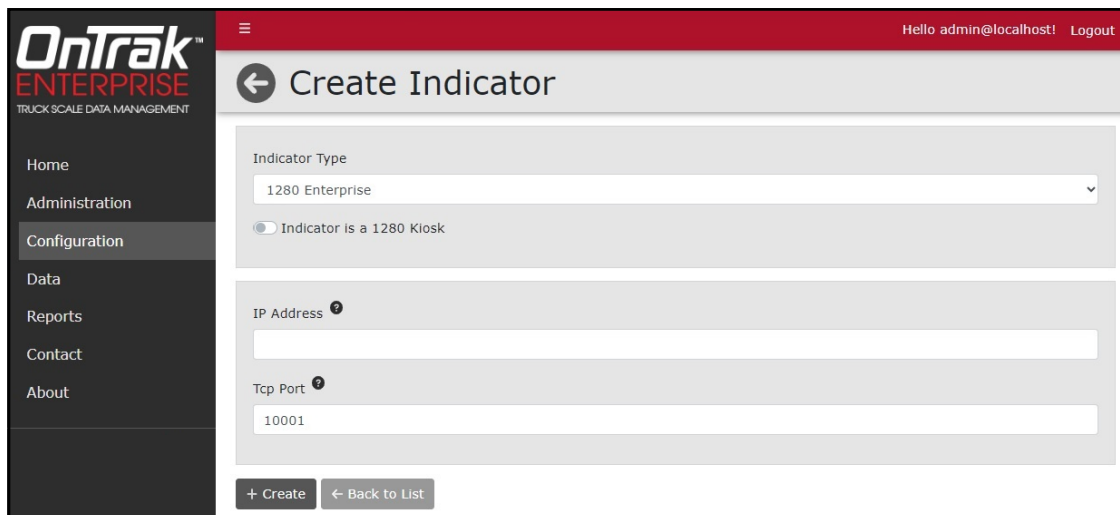 OnTrak™
ENTERPRISE
TRUCK SCALE DATA MANAGEMENT
Home
Administration
Configuration
Data
Reports
Contact
About
Hello admin@localhost! Logout
Create Indicator
Indicator Type
1280 Enterprise
Indicator is a 1280 Kiosk
IP Address ?
Tcp Port ?
10001
+ Create ← Back to List